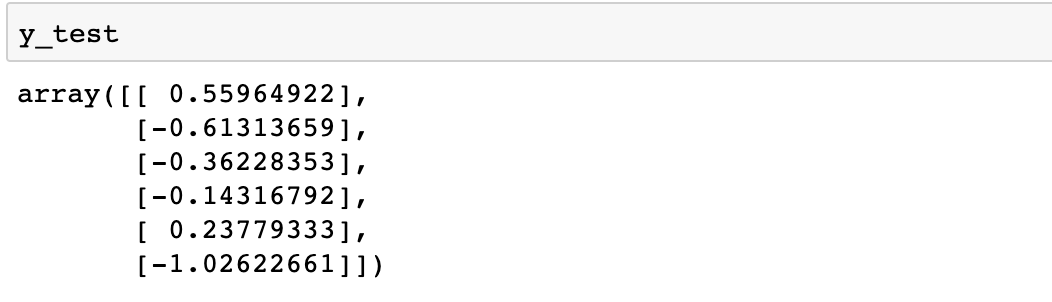 y_test
array([[ 0.55964922],
       [-0.61313659],
       [-0.36228353],
       [-0.14316792],
       [ 0.23779333],
       [-1.02622661]])